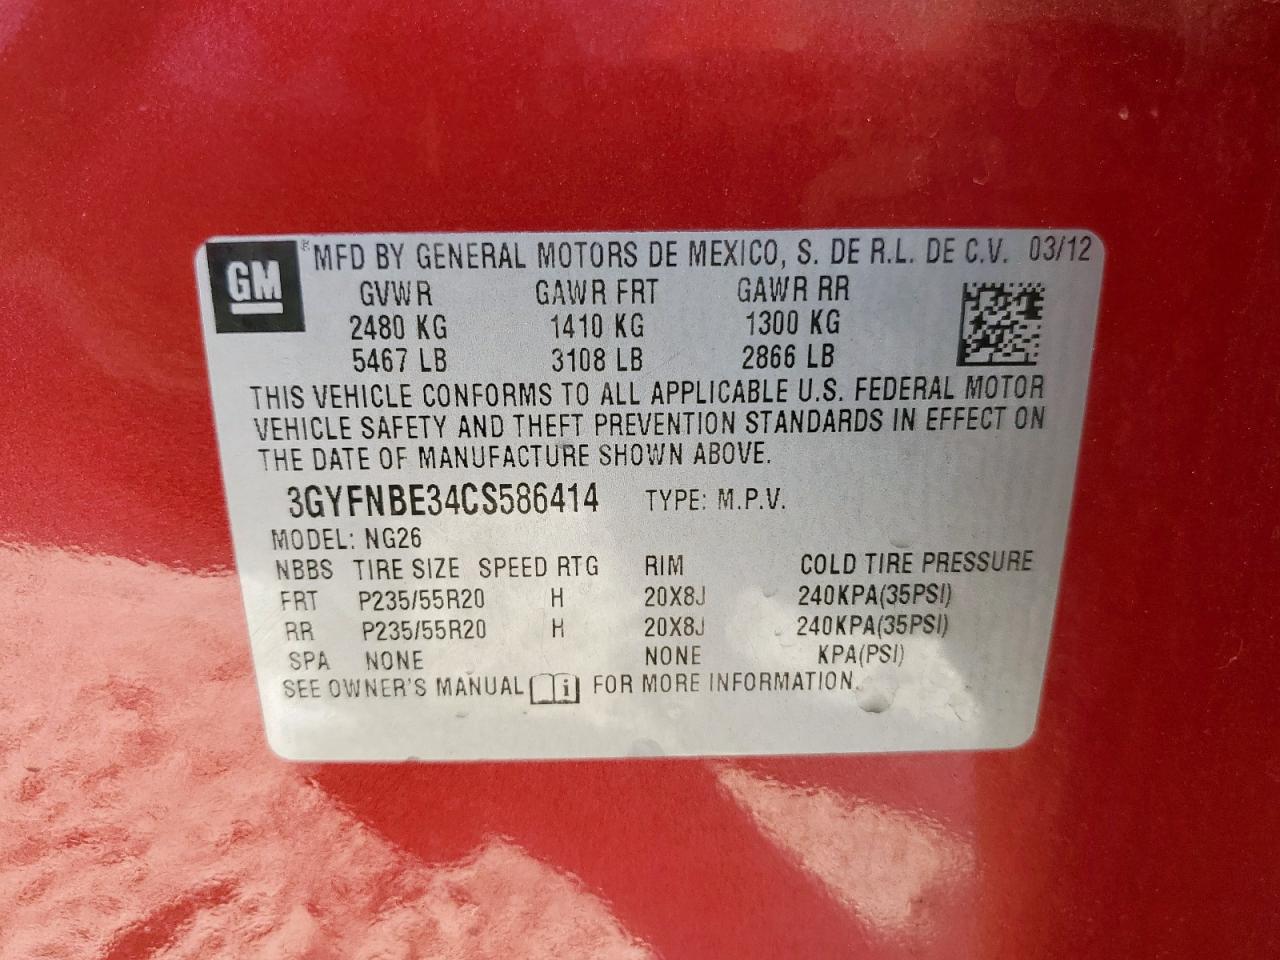 GM MFD BY GENERAL MOTORS DE MEXICO, S. DE R.L. DE C.V. 03/12
GVWR GAWR FRT GAWR RR
2480 KG 1410 KG 1300 KG
5467 LB 3108 LB 2866 LB
THIS VEHICLE CONFORMS TO ALL APPLICABLE U.S. FEDERAL MOTOR
VEHICLE SAFETY AND THEFT PREVENTION STANDARDS IN EFFECT ON
THE DATE OF MANUFACTURE SHOWN ABOVE.
3GYFNBE34CS586414 TYPE: M.P.V.
MODEL: NG26
NBBS TIRE SIZE SPEED RTG RIM COLD TIRE PRESSURE
FRT P235/55R20 H 20X8J 240KPA(35PSI)
RR P235/55R20 H 20X8J 240KPA(35PSI)
SPA NONE NONE KPA(PSI)
SEE OWNER'S MANUAL i FOR MORE INFORMATION.